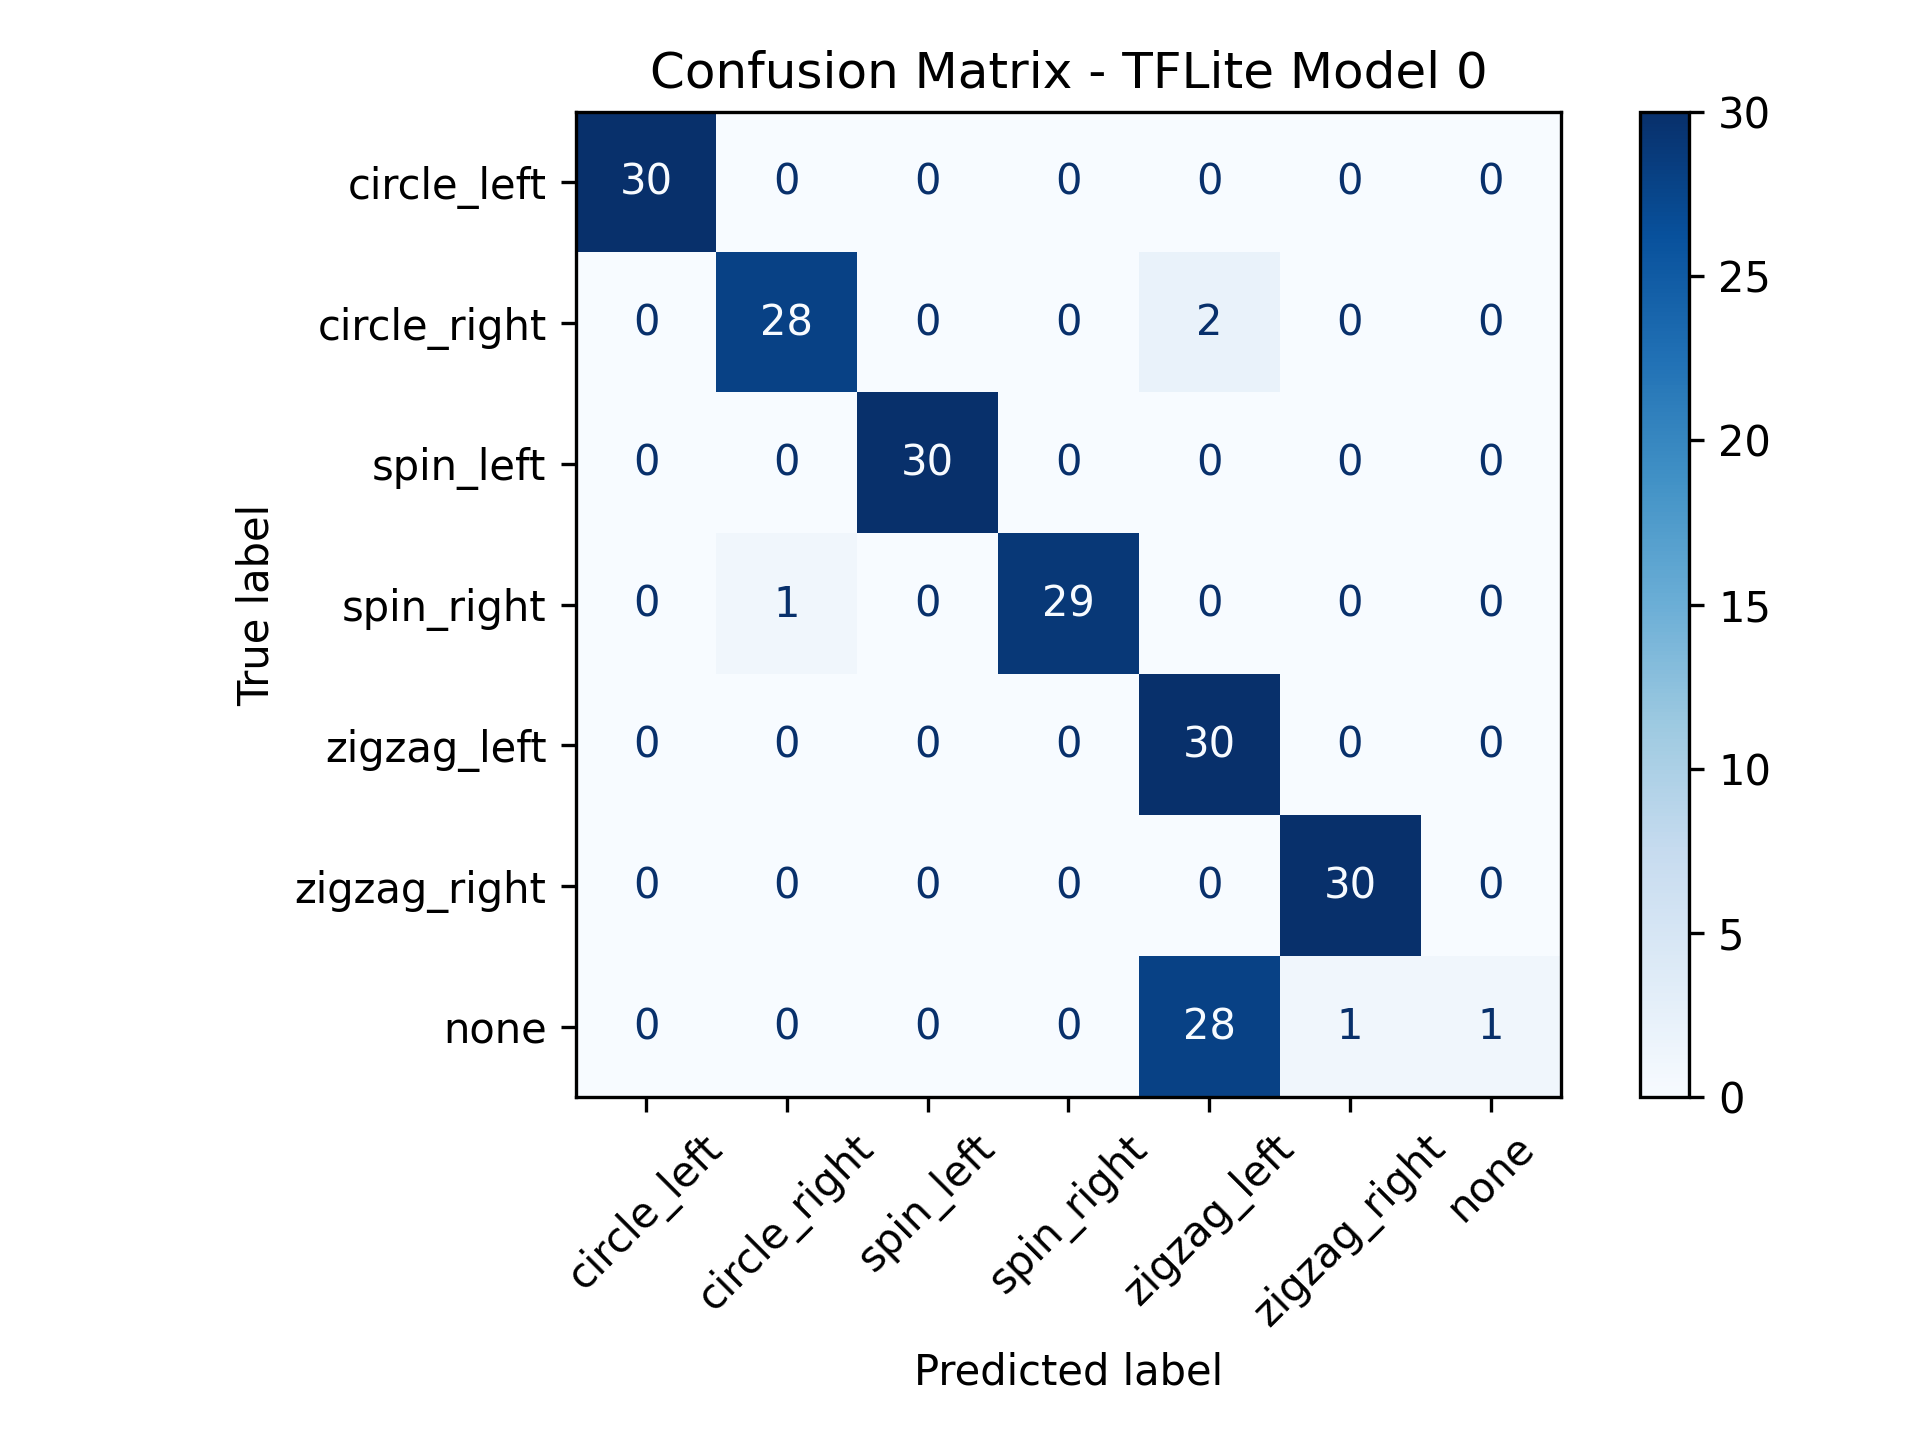 Confusion Matrix - TFLite Model 0
True label
circle_left 30 0 0 0 0 0 0
circle_right 0 28 0 0 2 0 0
spin_left 0 0 30 0 0 0 0
spin_right 0 1 0 29 0 0 0
zigzag_left 0 0 0 0 30 0 0
zigzag_right 0 0 0 0 0 30 0
none 0 0 0 0 28 1 1
circle_left circle_right spin_left spin_right zigzag_left zigzag_right none
Predicted label
30
25
20
15
10
5
0